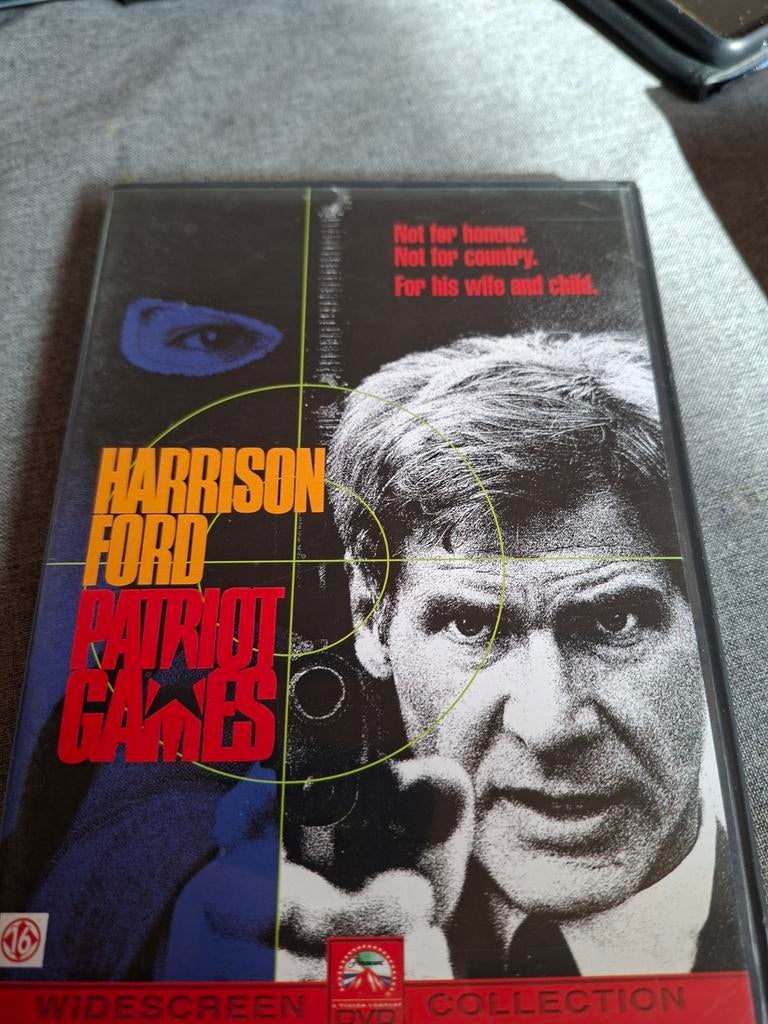 Not for honour.
Not for country.
For his wife and child.
HARRISON
FORD
PATRIOT
GAMES
16
WIDESCREEN DVD COLLECTION